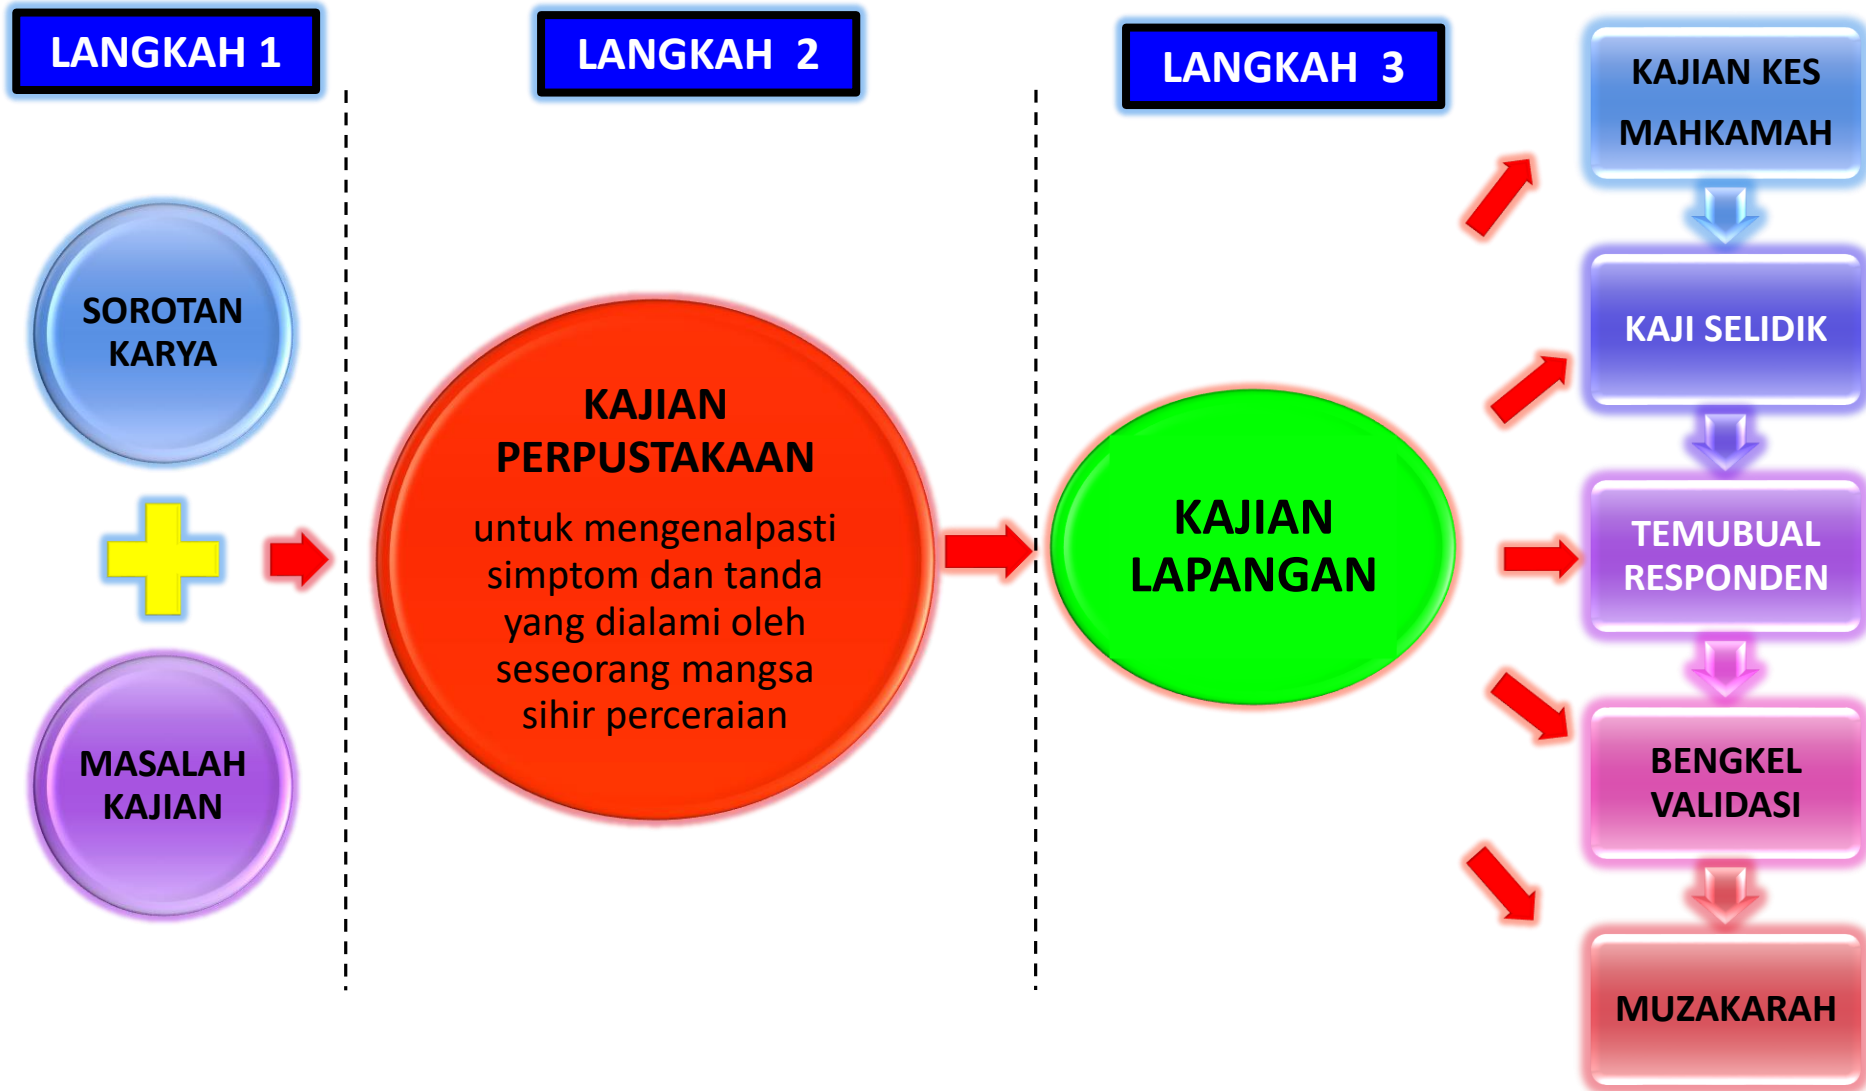 LANGKAH 1
SOROTAN
KARYA
MASALAH
KAJIAN
LANGKAH 2
KAJIAN
PERPUSTAKAAN
untuk mengenalpasti
simptom dan tanda
yang dialami oleh
seseorang mangsa
sihir perceraian
LANGKAH 3
KAJIAN
LAPANGAN
KAJIAN KES
MAHKAMAH
KAJI SELIDIK
TEMUBUAL
RESPONDEN
BENGKEL
VALIDASI
MUZAKARAH